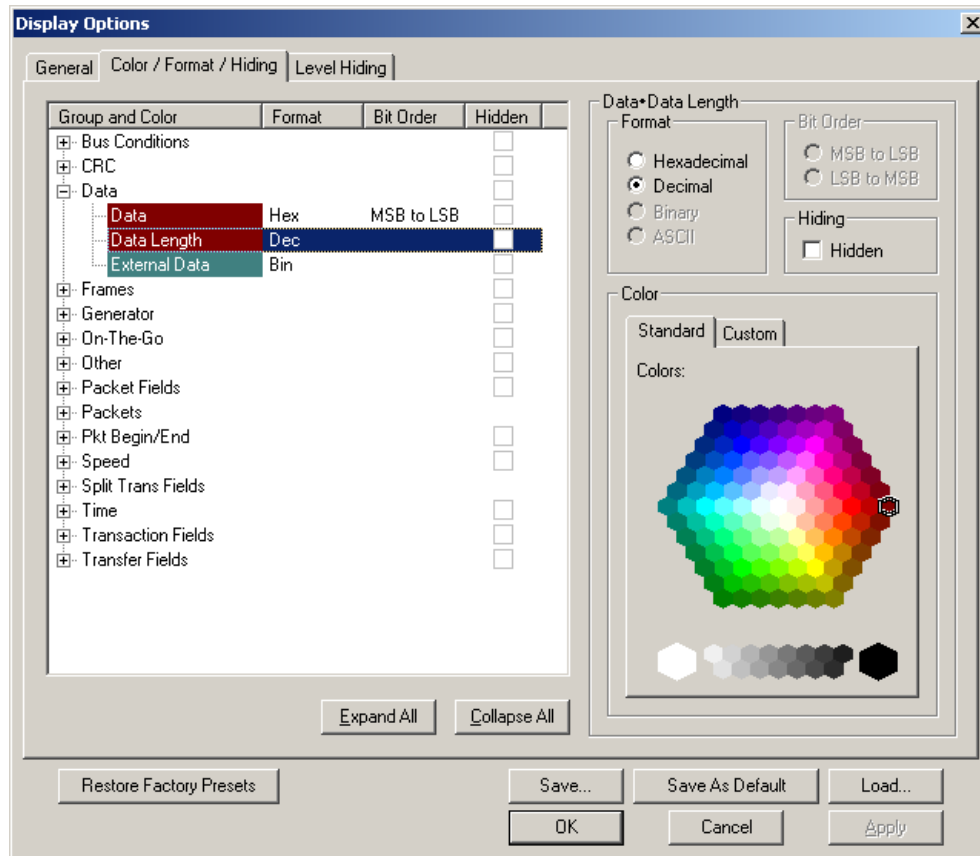 Display Options
General Color / Format / Hiding Level Hiding
Group and Color Format Bit Order Hidden
Bus Conditions
CRC
Data
Data Hex MSB to LSB
Data Length Dec
External Data Bin
Frames
Generator
On-The-Go
Other
Packet Fields
Packets
Pkt Begin/End
Speed
Split Trans Fields
Time
Transaction Fields
Transfer Fields
Expand All Collapse All
Data•Data Length
Format
Hexadecimal
Decimal
Binary
ASCII
Bit Order
MSB to LSB
LSB to MSB
Hiding
Hidden
Color
Standard Custom
Colors:
Restore Factory Presets Save... Save As Default Load...
OK Cancel Apply